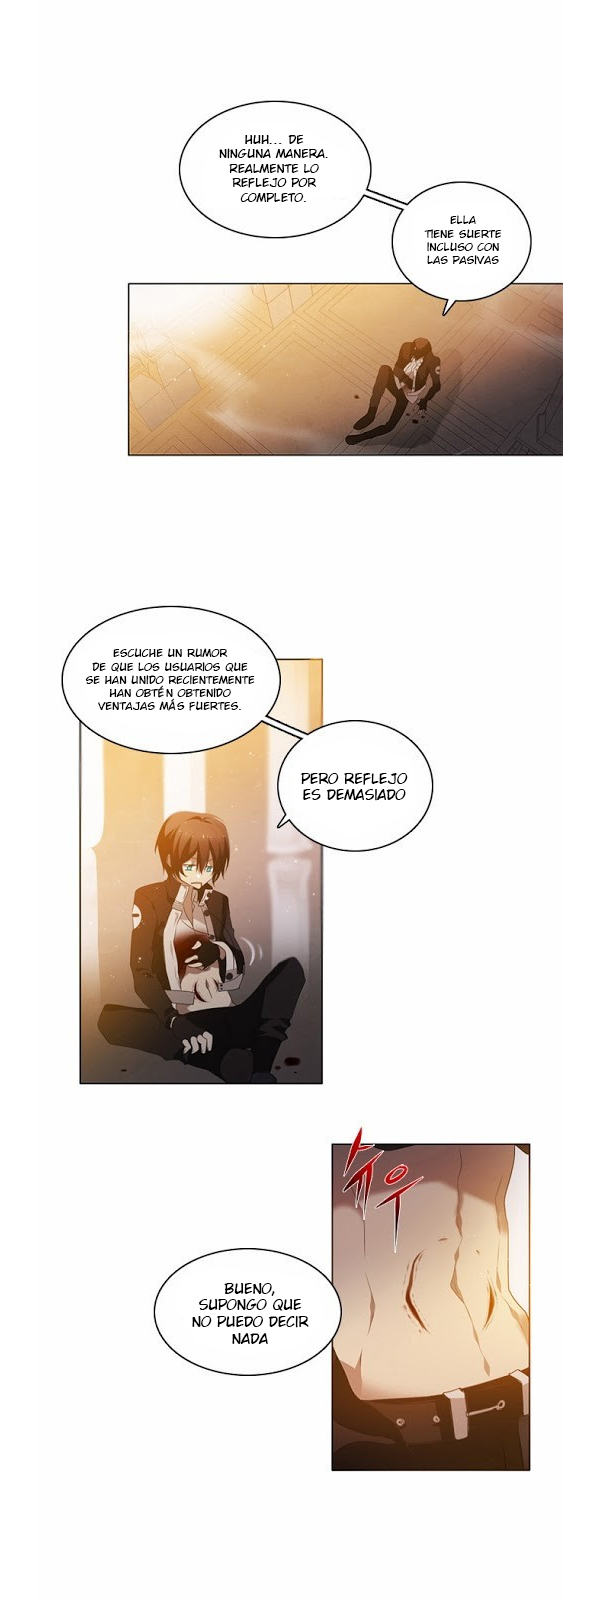 HUH... DE
NINGUNA MANERA.
REALMENTE LO
REFLEJO POR
COMPLETO.
ELLA
TIENE SUERTE
INCLUSO CON
LAS PASIVAS
ESCUCHE UN RUMOR
DE QUE LOS USUARIOS QUE
SE HAN UNIDO RECIENTEMENTE
HAN OBTÉN OBTENIDO
VENTAJAS MÁS FUERTES.
PERO REFLEJO
ES DEMASIADO
스우
BUENO,
SUPONGO QUE
NO PUEDO DECIR
NADA